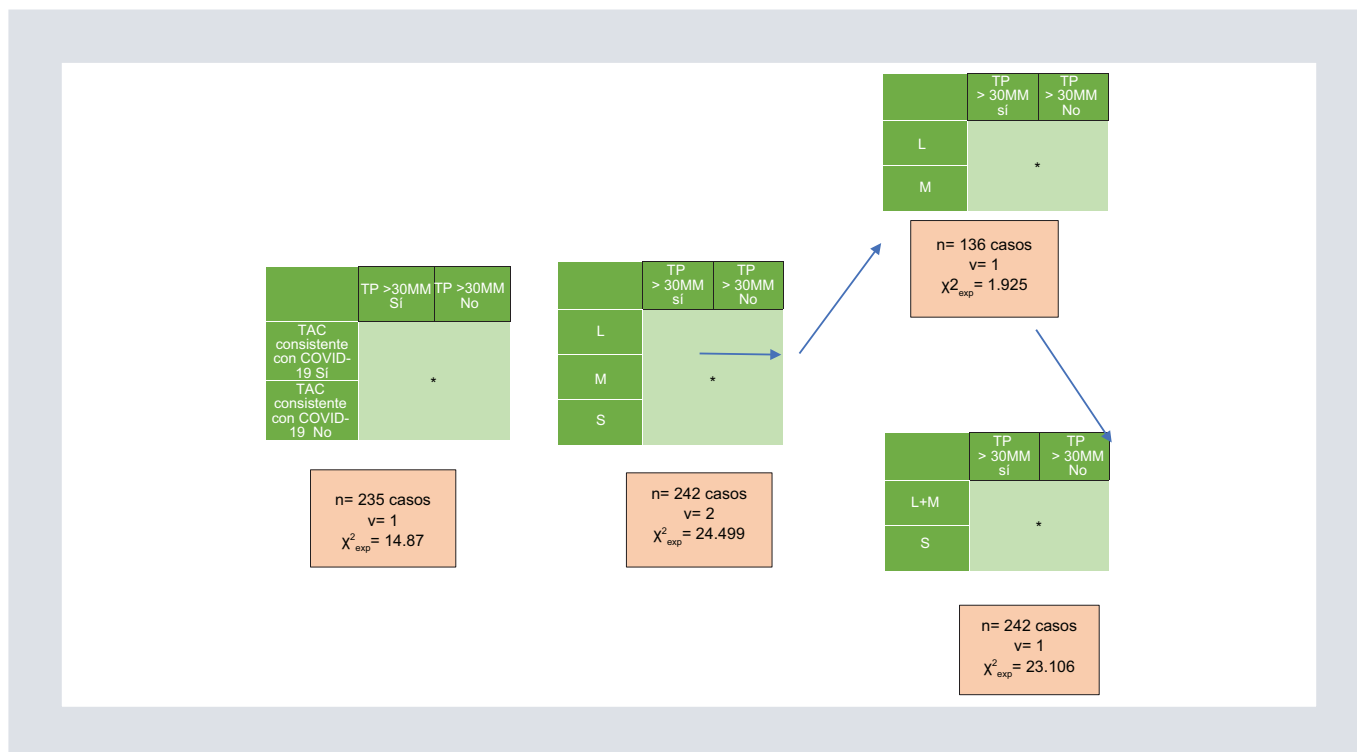 TP >30MM
Sí
TP >30MM
No
TAC
consistente
con COVID-
19 Sí
TAC
consistente
con COVID-
19 No
*
n= 235 casos
v= 1
χ²exp= 14.87
TP
> 30MM
sí
TP
> 30MM
No
L
M
S
*
n= 242 casos
v= 2
χ²exp= 24.499
TP
> 30MM
sí
TP
> 30MM
No
L
M
*
n= 136 casos
v= 1
χ2exp= 1.925
TP
> 30MM
sí
TP
> 30MM
No
L+M
S
*
n= 242 casos
v= 1
χ²exp= 23.106